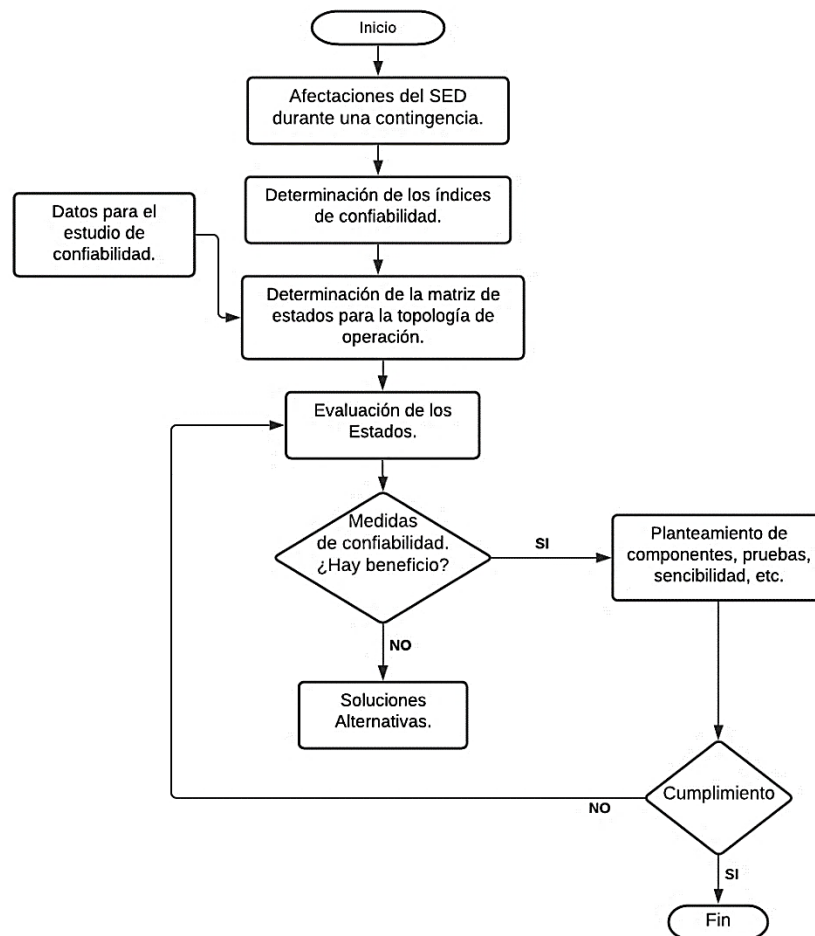 Inicio
Afectaciones del SED
durante una contingencia.
Determinación de los índices
de confiabilidad.
Datos para el
estudio de
confiabilidad.
Determinación de la matriz de
estados para la topología de
operación.
Evaluación de los
Estados.
Medidas
de confiabilidad.
¿Hay beneficio?
SI
Planteamiento de
componentes, pruebas,
sencibilidad, etc.
NO
Soluciones
Alternativas.
Cumplimiento
NO
SI
Fin